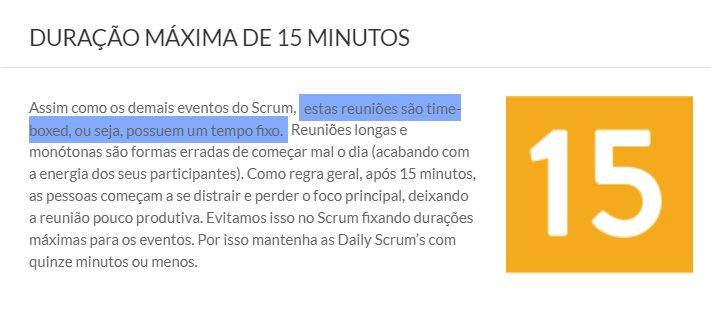 DURAÇÃO MÁXIMA DE 15 MINUTOS
Assim como os demais eventos do Scrum, estas reuniões são time-
boxed, ou seja, possuem um tempo fixo. Reuniões longas e
monótonas são formas erradas de começar mal o dia (acabando com
a energia dos seus participantes). Como regra geral, após 15 minutos,
as pessoas começam a se distrair e perder o foco principal, deixando
a reunião pouco produtiva. Evitamos isso no Scrum fixando durações
máximas para os eventos. Por isso mantenha as Daily Scrum’s com
quinze minutos ou menos.
15